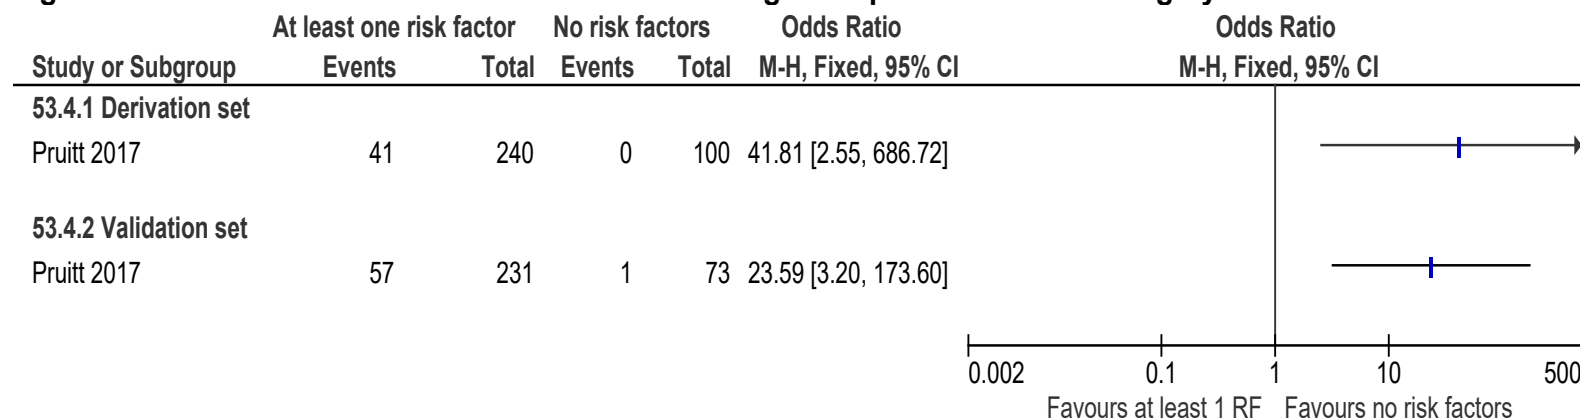 At least one risk factor No risk factors Odds Ratio Odds Ratio
Study or Subgroup Events Total Events Total M-H, Fixed, 95% CI M-H, Fixed, 95% CI
53.4.1 Derivation set
Pruitt 2017 41 240 0 100 41.81 [2.55, 686.72]
53.4.2 Validation set
Pruitt 2017 57 231 1 73 23.59 [3.20, 173.60]
0.002 0.1 1 10 500
Favours at least 1 RF Favours no risk factors